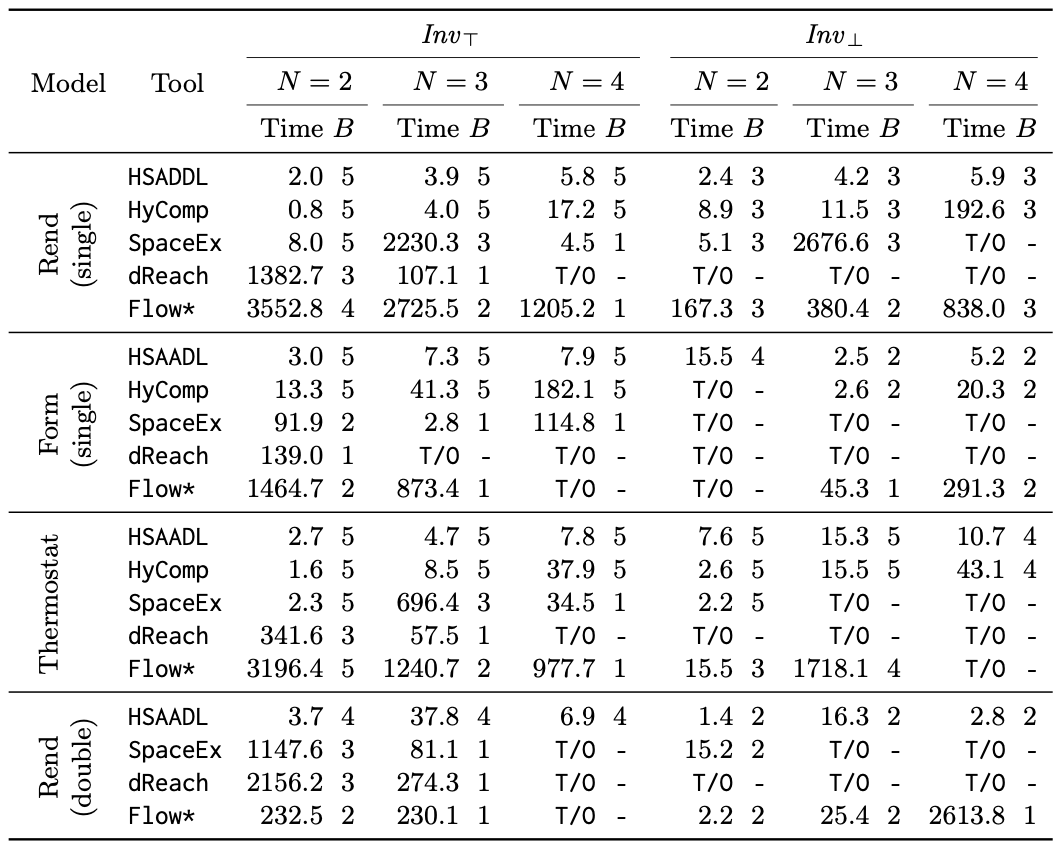 Inv⊤ Inv⊥
Model Tool N = 2 N = 3 N = 4 N = 2 N = 3 N = 4
Time B Time B Time B Time B Time B Time B
Rend
(single)
HSADDL 2.0 5 3.9 5 5.8 5 2.4 3 4.2 3 5.9 3
HyComp 0.8 5 4.0 5 17.2 5 8.9 3 11.5 3 192.6 3
SpaceEx 8.0 5 2230.3 3 4.5 1 5.1 3 2676.6 3 T/O -
dReach 1382.7 3 107.1 1 T/O - T/O - T/O - T/O -
Flow* 3552.8 4 2725.5 2 1205.2 1 167.3 3 380.4 2 838.0 3
Form
(single)
HSAADL 3.0 5 7.3 5 7.9 5 15.5 4 2.5 2 5.2 2
HyComp 13.3 5 41.3 5 182.1 5 T/O - 2.6 2 20.3 2
SpaceEx 91.9 2 2.8 1 114.8 1 T/O - T/O - T/O -
dReach 139.0 1 T/O - T/O - T/O - T/O - T/O -
Flow* 1464.7 2 873.4 1 T/O - T/O - 45.3 1 291.3 2
Thermostat
HSAADL 2.7 5 4.7 5 7.8 5 7.6 5 15.3 5 10.7 4
HyComp 1.6 5 8.5 5 37.9 5 2.6 5 15.5 5 43.1 4
SpaceEx 2.3 5 696.4 3 34.5 1 2.2 5 T/O - T/O -
dReach 341.6 3 57.5 1 T/O - T/O - T/O - T/O -
Flow* 3196.4 5 1240.7 2 977.7 1 15.5 3 1718.1 4 T/O -
Rend
(double)
HSAADL 3.7 4 37.8 4 6.9 4 1.4 2 16.3 2 2.8 2
SpaceEx 1147.6 3 81.1 1 T/O - 15.2 2 T/O - T/O -
dReach 2156.2 3 274.3 1 T/O - T/O - T/O - T/O -
Flow* 232.5 2 230.1 1 T/O - 2.2 2 25.4 2 2613.8 1